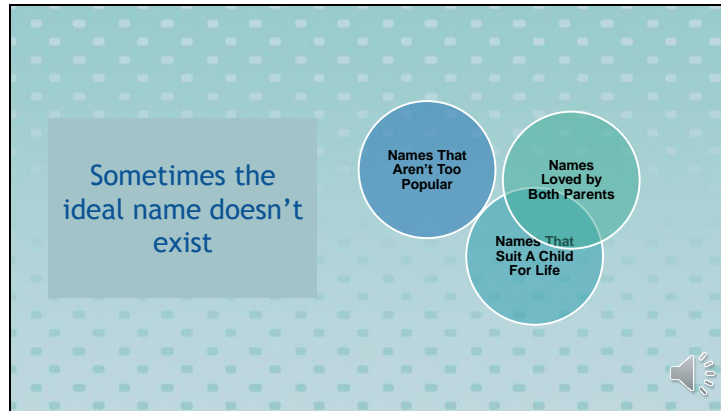 Sometimes the
ideal name doesn’t
exist
Names That
Aren’t Too
Popular
Names
Loved by
Both Parents
Names That
Suit A Child
For Life